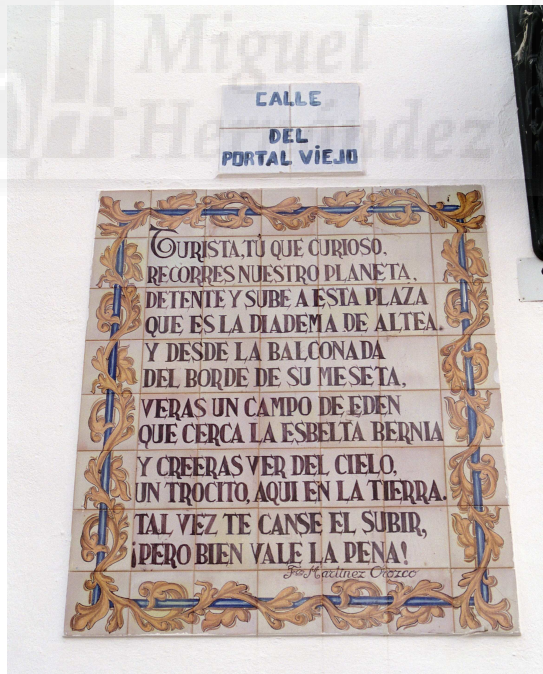 Miguel
Hernández
CALLE
DEL
PORTAL VIEJO
TURISTA, TU QUE CURIOSO,
RECORRES NUESTRO PLANETA,
DETENTE Y SUBE A ESTA PLAZA
QUE ES LA DIADEMA DE ALTEA.
Y DESDE LA BALCONADA
DEL BORDE DE SU MESETA,
VERAS UN CAMPO DE EDEN
QUE CERCA LA ESBELTA BERNIA
Y CREERAS VER DEL CIELO,
UN TROCITO, AQUI EN LA TIERRA.
TAL VEZ TE CANSE EL SUBIR,
¡PERO BIEN VALE LA PENA!
Fco Martinez Orozco